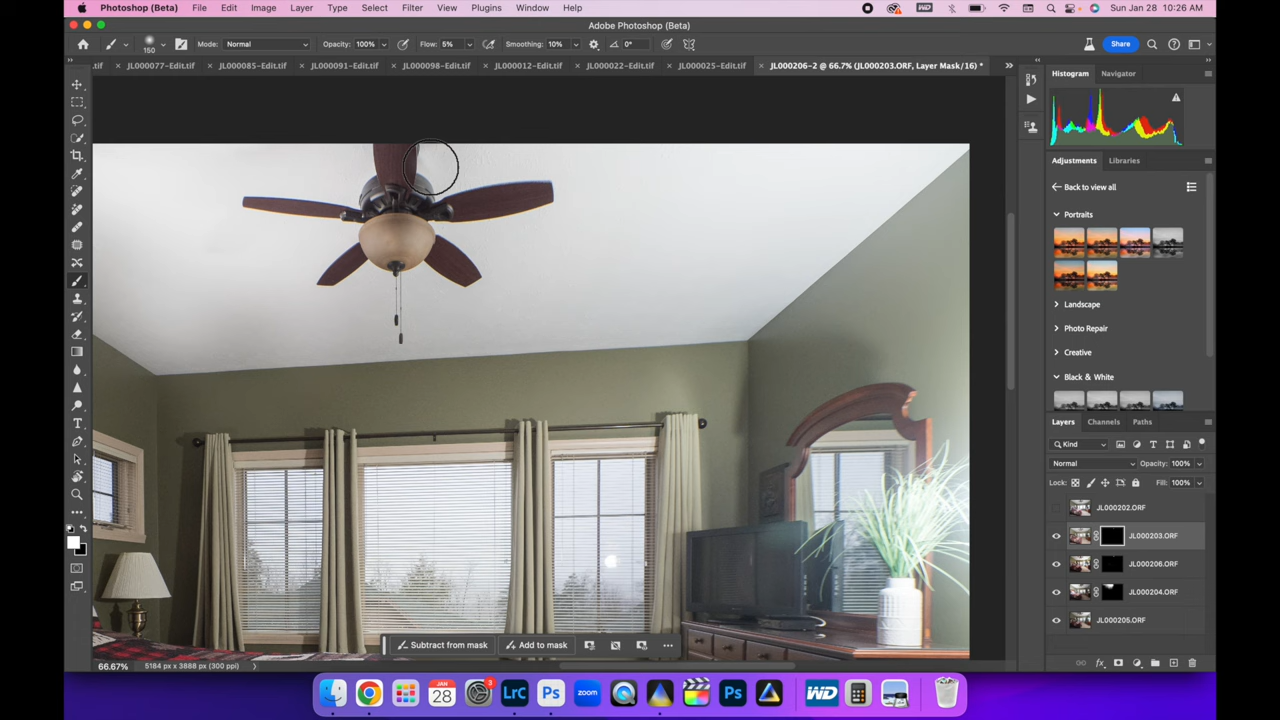 Photoshop (Beta) File Edit Image Layer Type Select Filter View Plugins Window Help
WD Sun Jan 28 10:26 AM
Adobe Photoshop (Beta)
150 Mode: Normal Opacity: 100% Flow: 5% Smoothing: 10% 0° Share
.tif JL000077-Edit.tif JL000085-Edit.tif JL000091-Edit.tif JL000098-Edit.tif JL000012-Edit.tif JL000022-Edit.tif JL000025-Edit.tif JL000206-2 @ 66.7% (JL000203.ORF, Layer Mask/16) *
Histogram Navigator
Adjustments Libraries
Back to view all
Portraits
Landscape
Photo Repair
Creative
Black & White
Layers Channels Paths
Kind
Normal Opacity: 100%
Lock: Fill: 100%
JL000202.ORF
JL000203.ORF
JL000206.ORF
JL000204.ORF
JL000205.ORF
Subtract from mask Add to mask
66.67% 5184 px x 3888 px (300 ppi)
JAN
28 3 LrC Ps zoom Ps WD